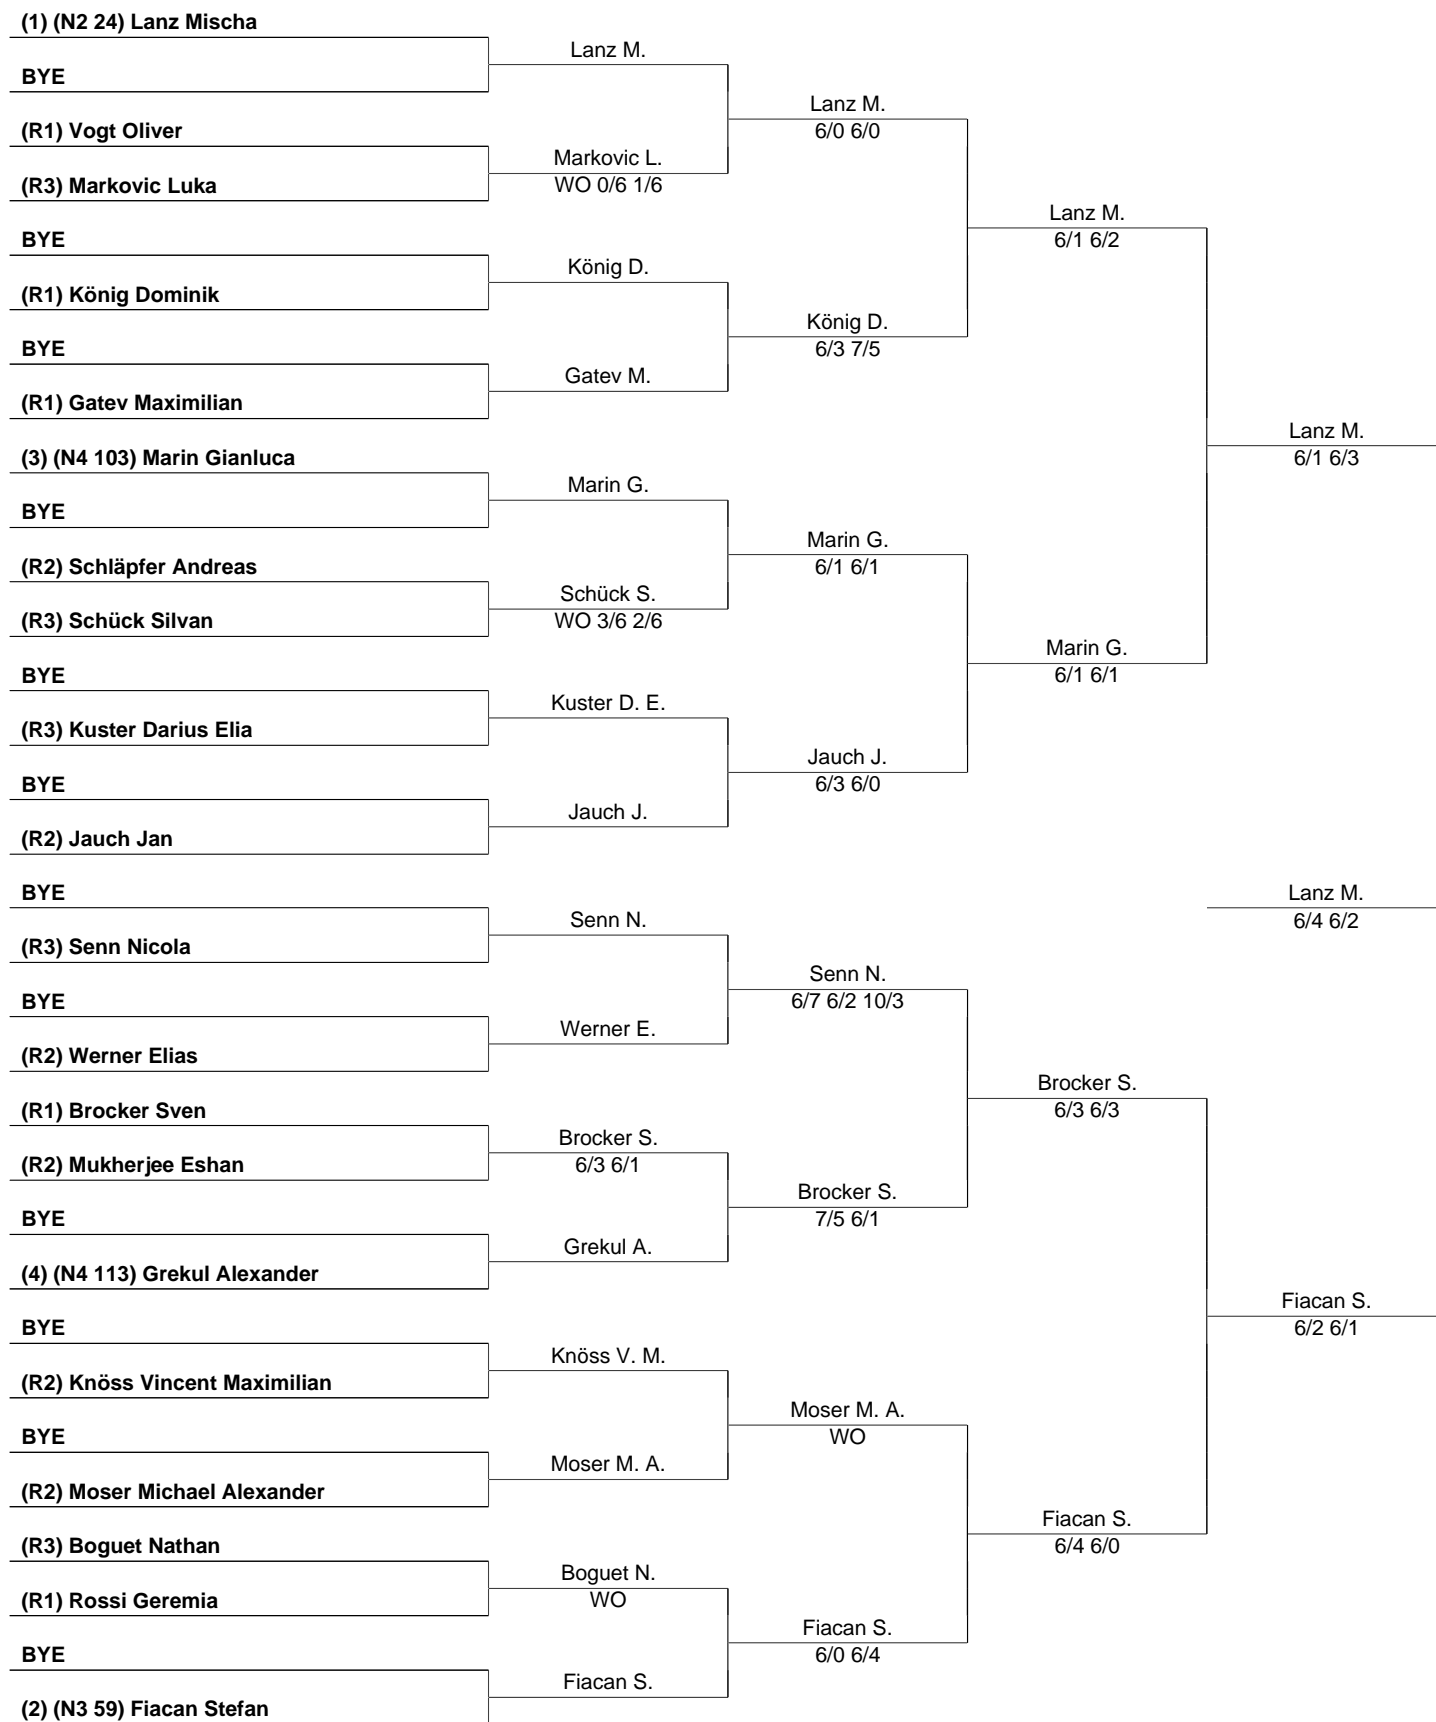 (1) (N2 24) Lanz Mischa
Lanz M.
BYE
Lanz M.
(R1) Vogt Oliver
6/0 6/0
Markovic L.
(R3) Markovic Luka
WO 0/6 1/6
Lanz M.
BYE
6/1 6/2
König D.
(R1) König Dominik
König D.
BYE
6/3 7/5
Gatev M.
(R1) Gatev Maximilian
Lanz M.
(3) (N4 103) Marin Gianluca
6/1 6/3
Marin G.
BYE
Marin G.
(R2) Schläpfer Andreas
6/1 6/1
Schück S.
(R3) Schück Silvan
WO 3/6 2/6
Marin G.
BYE
6/1 6/1
Kuster D. E.
(R3) Kuster Darius Elia
Jauch J.
BYE
6/3 6/0
Jauch J.
(R2) Jauch Jan
BYE
Lanz M.
Senn N.
6/4 6/2
(R3) Senn Nicola
Senn N.
BYE
6/7 6/2 10/3
Werner E.
(R2) Werner Elias
Brocker S.
(R1) Brocker Sven
6/3 6/3
Brocker S.
(R2) Mukherjee Eshan
6/3 6/1
Brocker S.
BYE
7/5 6/1
Grekul A.
(4) (N4 113) Grekul Alexander
Fiacan S.
BYE
6/2 6/1
Knöss V. M.
(R2) Knöss Vincent Maximilian
Moser M. A.
BYE
WO
Moser M. A.
(R2) Moser Michael Alexander
Fiacan S.
(R3) Boguet Nathan
6/4 6/0
Boguet N.
(R1) Rossi Geremia
WO
Fiacan S.
BYE
6/0 6/4
Fiacan S.
(2) (N3 59) Fiacan Stefan